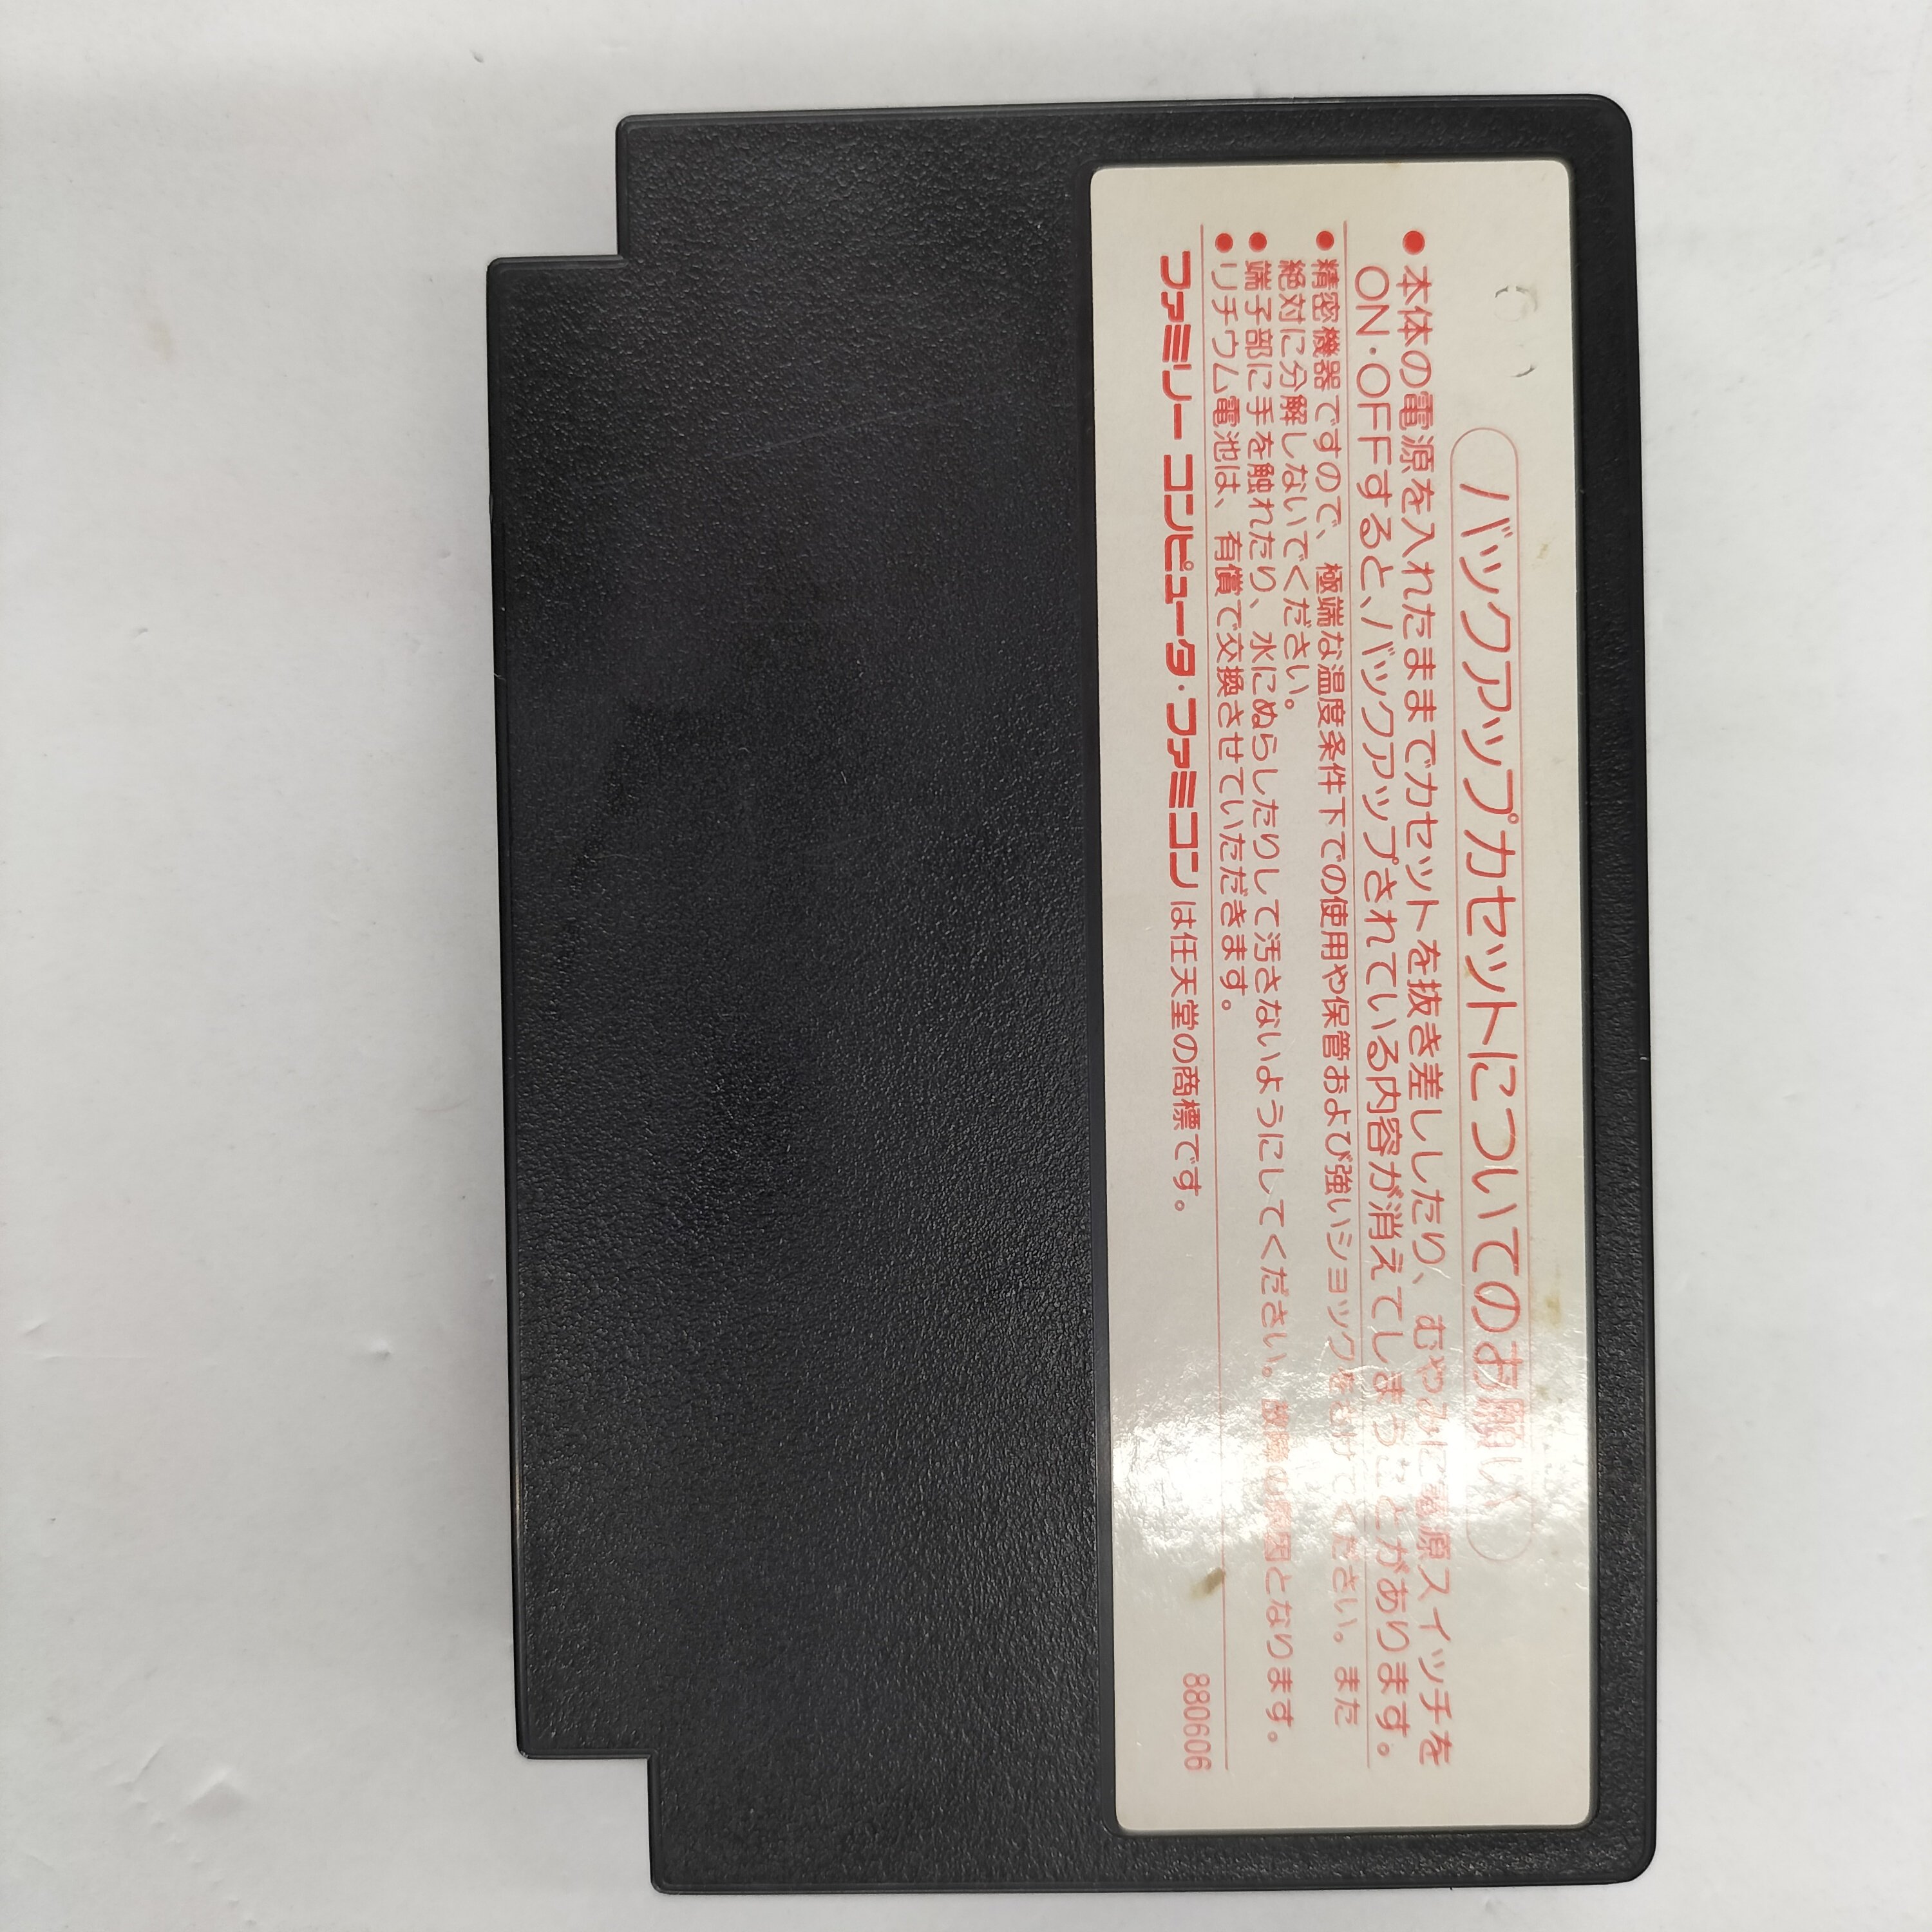 バックアップカセットについてのお願い
●本体の電源を入れたままでカセットを抜き差ししたり、むやみに電源スイッチを
ON・OFFすると、バックアップされている内容が消えてしまうことがあります。
●精密機器ですので、極端な温度条件下での使用や保管および強いショックをさけてください。また
絶対に分解しないでください。
●端子部に手を触れたり、水にぬらしたりして汚さないようにしてください。故障の原因となります。
●リチウム電池は、有償で交換させていただきます。
ファミリー コンピュータ・ファミコンは任天堂の商標です。
880606